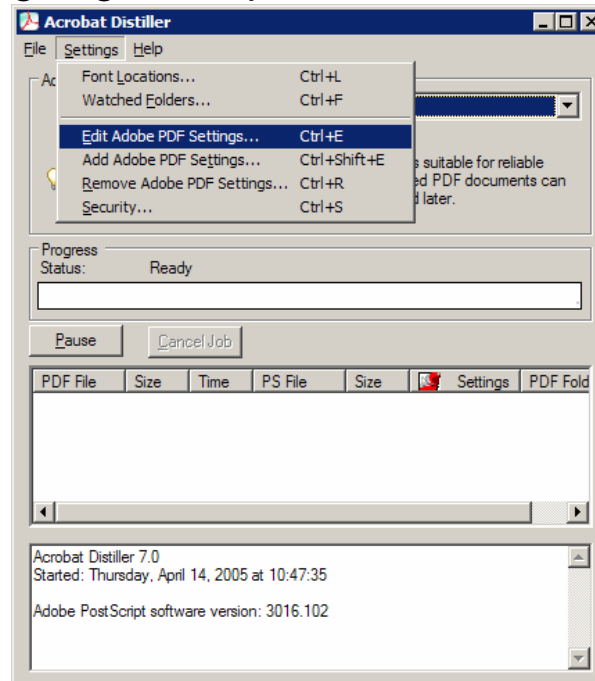 Acrobat Distiller
File Settings Help
Font Locations... Ctrl+L
Watched Folders... Ctrl+F
Edit Adobe PDF Settings... Ctrl+E
Add Adobe PDF Settings... Ctrl+Shift+E
Remove Adobe PDF Settings... Ctrl+R
Security... Ctrl+S
suitable for reliable
ed PDF documents can
later.
Progress
Status: Ready
Pause Cancel Job
PDF File Size Time PS File Size Settings PDF Fold
Acrobat Distiller 7.0
Started: Thursday, April 14, 2005 at 10:47:35
Adobe PostScript software version: 3016.102